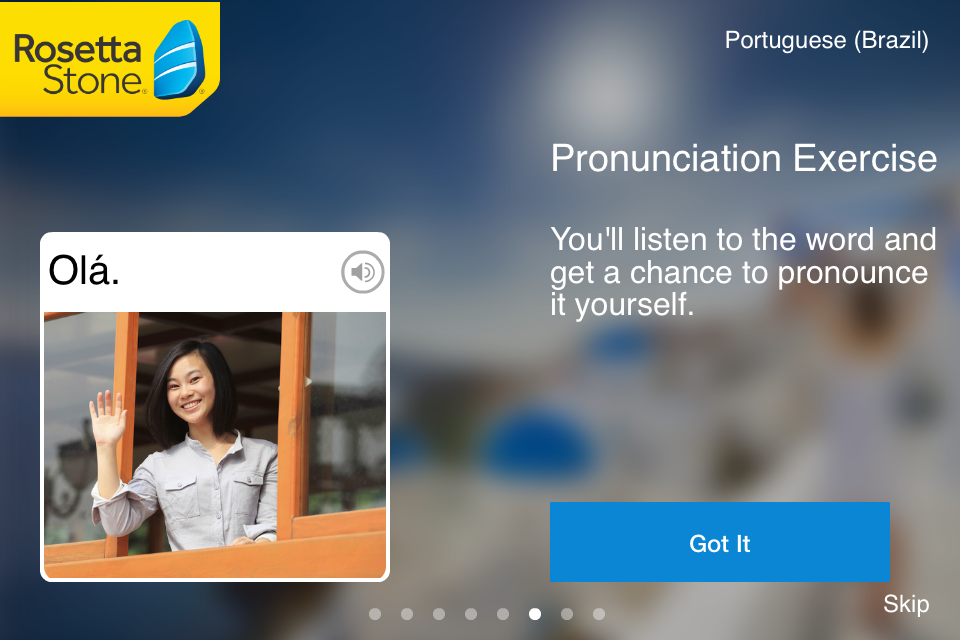 Rosetta
Stone
Portuguese (Brazil)
Pronunciation Exercise
You'll listen to the word and
get a chance to pronounce
it yourself.
Olá.
Got It
Skip